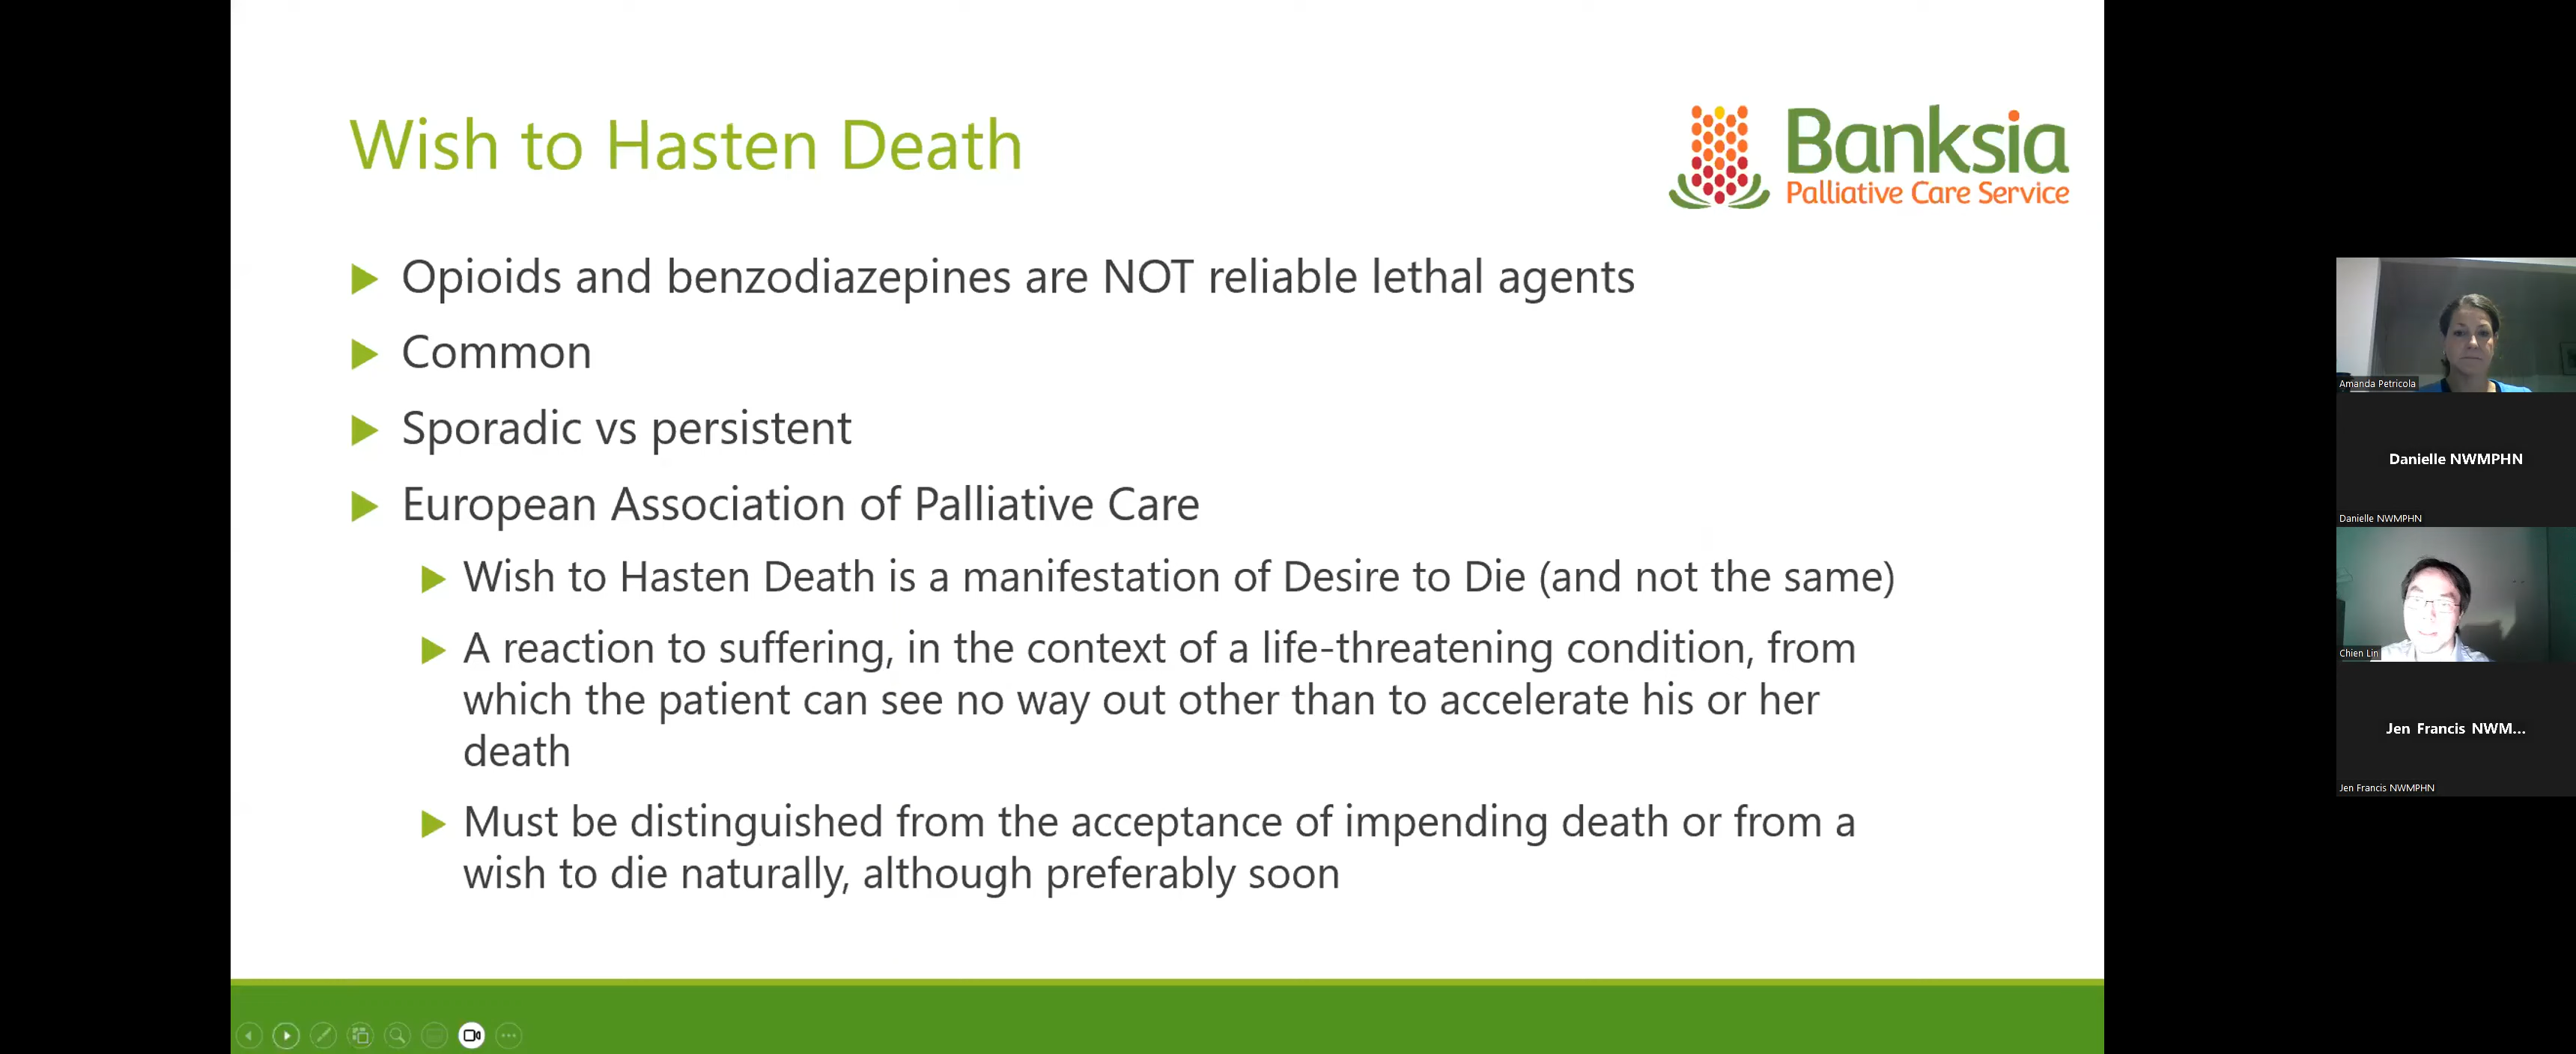 Wish to Hasten Death
Banksia
Palliative Care Service
Opioids and benzodiazepines are NOT reliable lethal agents
Common
Sporadic vs persistent
European Association of Palliative Care
Wish to Hasten Death is a manifestation of Desire to Die (and not the same)
A reaction to suffering, in the context of a life-threatening condition, from
which the patient can see no way out other than to accelerate his or her
death
Must be distinguished from the acceptance of impending death or from a
wish to die naturally, although preferably soon
Amanda Petricola
Danielle NWMPHN
Danielle NWMPHN
Chien Lin
Jen Francis NWM...
Jen Francis NWMPHN